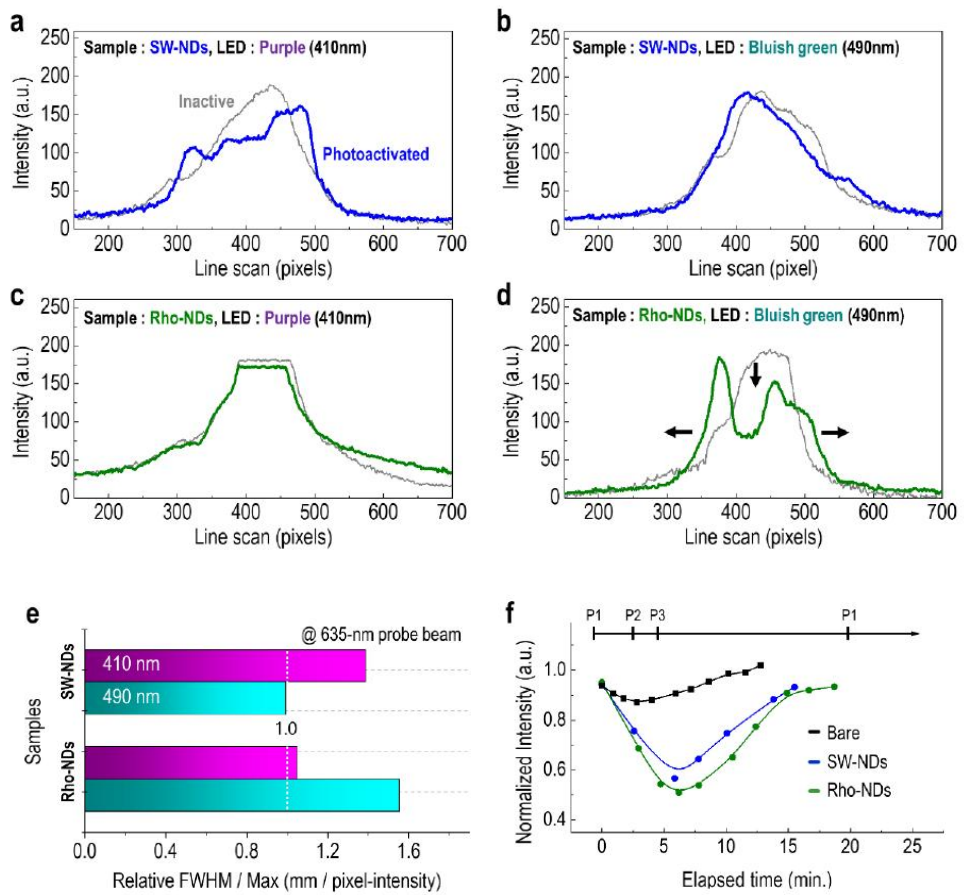 a
Sample : SW-NDs, LED : Purple (410nm)
Inactive
Photoactivated
Intensity (a.u.)
250
200
150
100
50
0
200 300 400 500 600 700
Line scan (pixels)
b
Sample : SW-NDs, LED : Bluish green (490nm)
Intensity (a.u.)
250
200
150
100
50
0
200 300 400 500 600 700
Line scan (pixel)
c
Sample : Rho-NDs, LED : Purple (410nm)
Intensity (a.u.)
250
200
150
100
50
0
200 300 400 500 600 700
Line scan (pixels)
d
Sample : Rho-NDs, LED : Bluish green (490nm)
Intensity (a.u.)
250
200
150
100
50
0
200 300 400 500 600 700
Line scan (pixels)
e
@ 635-nm probe beam
Samples
SW-NDs
410 nm
490 nm
1.0
Rho-NDs
0.0 0.4 0.8 1.2 1.6
Relative FWHM / Max (mm / pixel-intensity)
f
P1 P2 P3 P1
Normalized Intensity (a.u.)
1.0
0.8
0.6
0.4
Bare
SW-NDs
Rho-NDs
0 5 10 15 20 25
Elapsed time (min.)